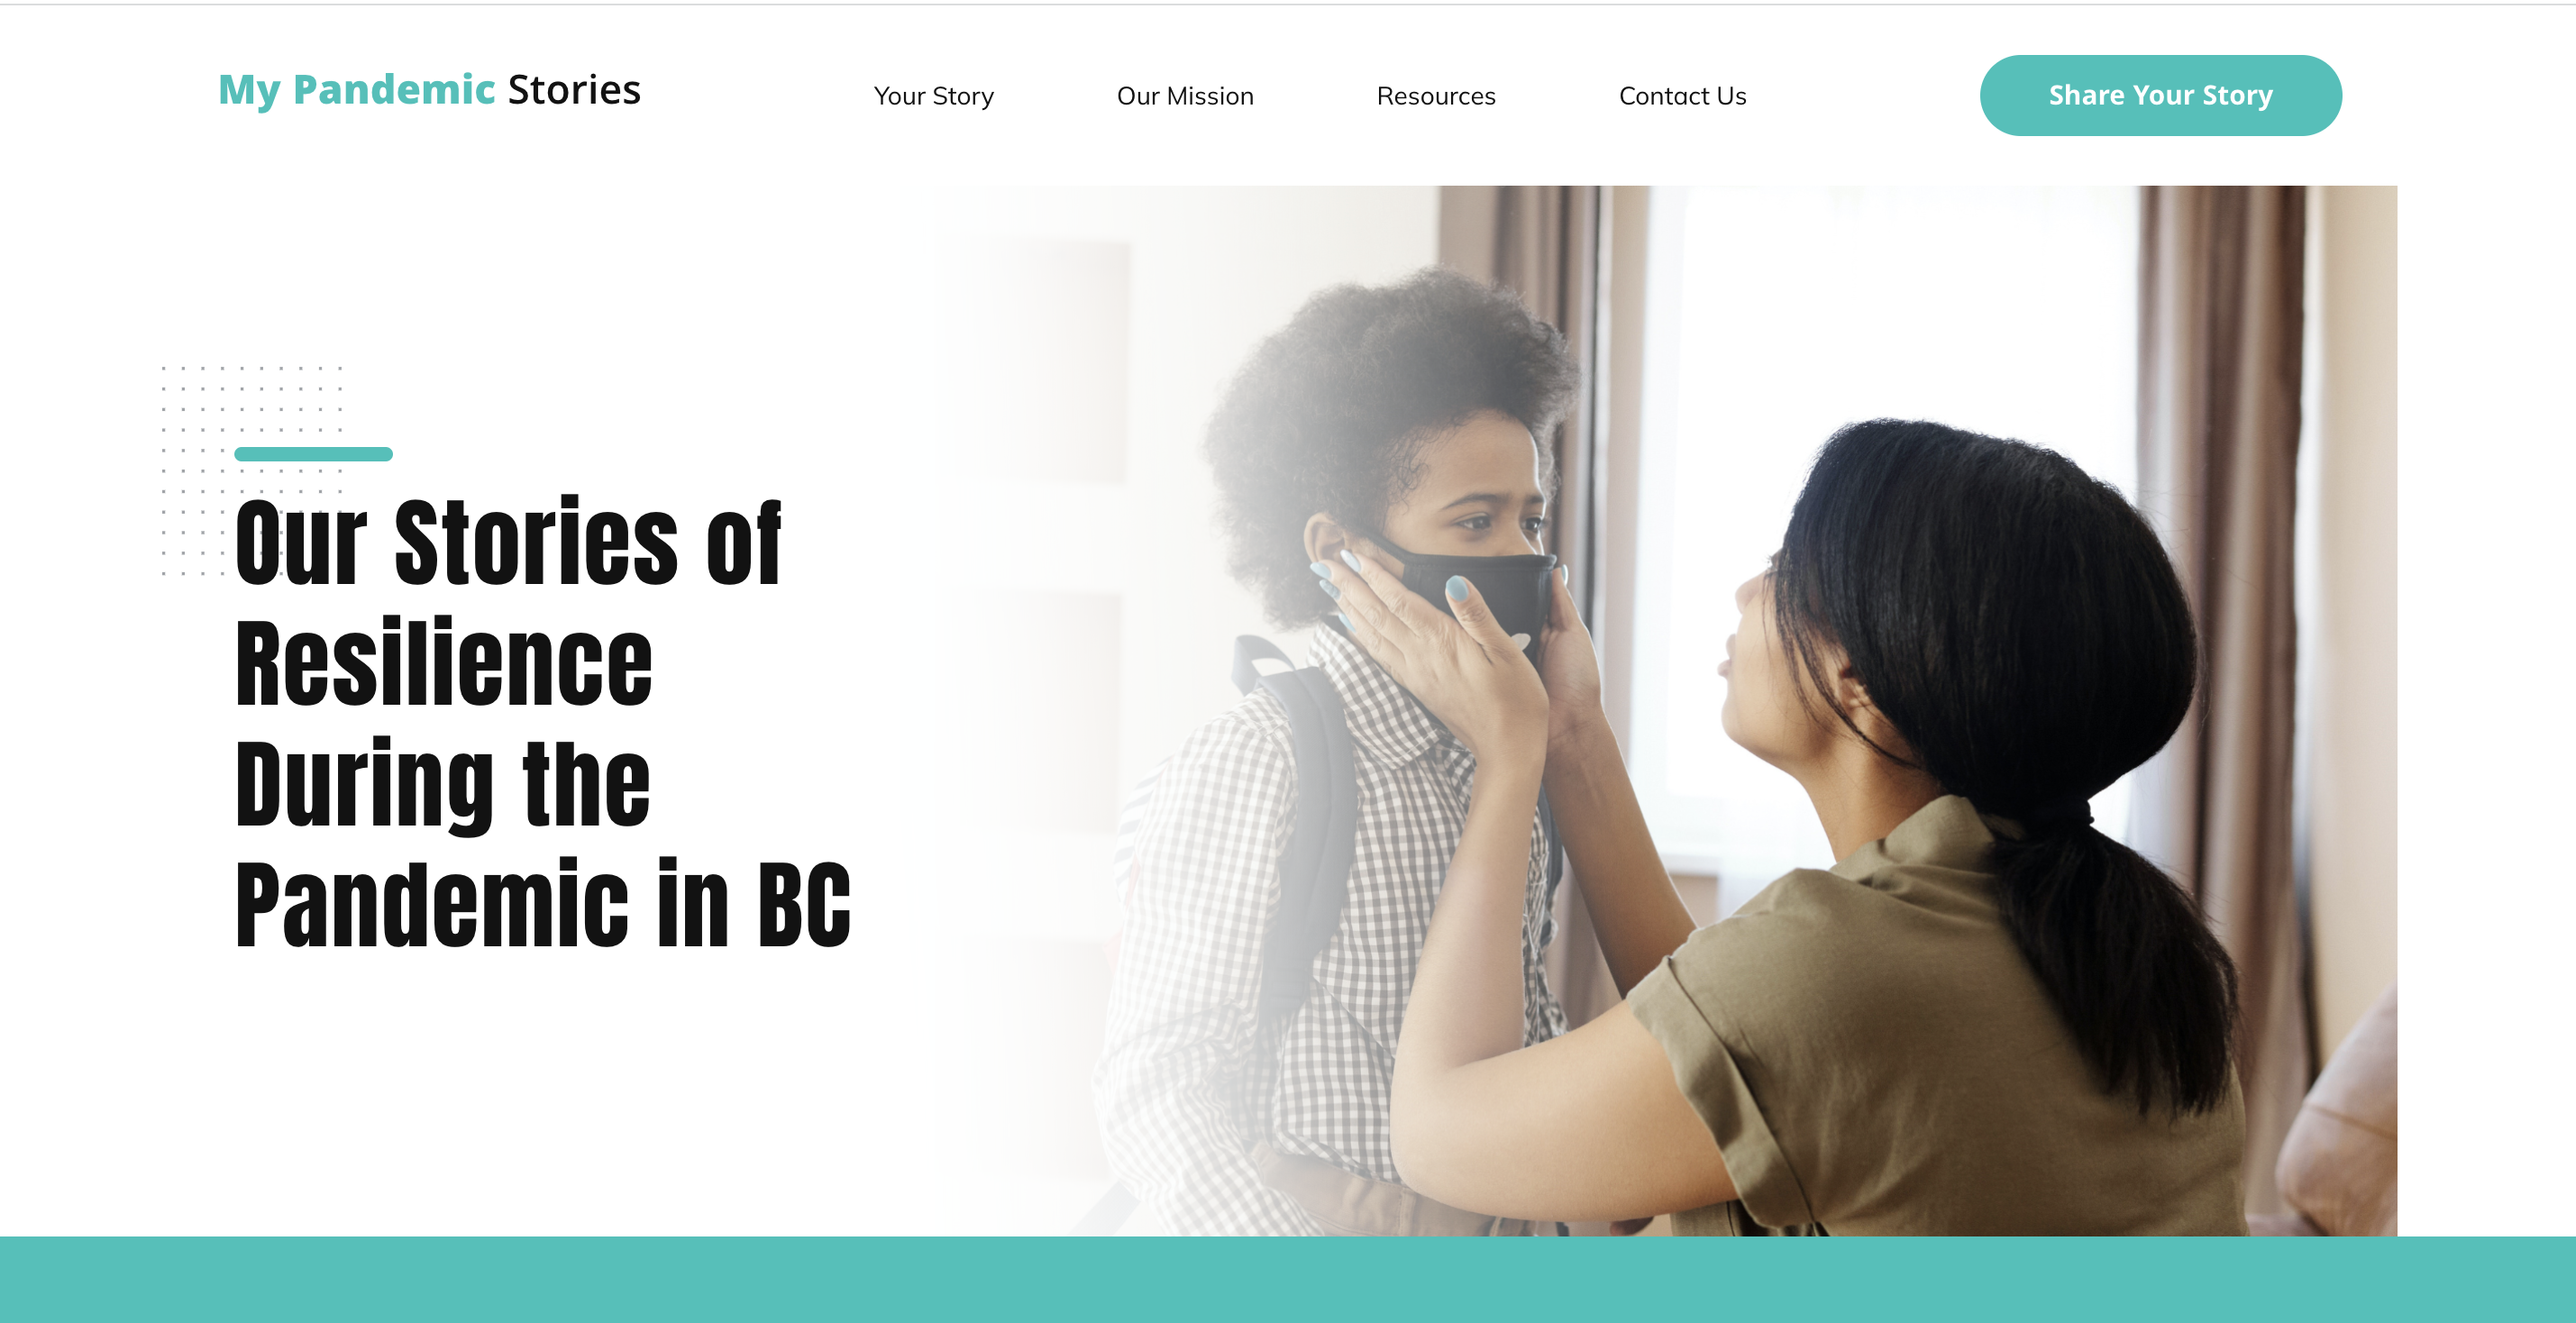 My Pandemic Stories
Your Story
Our Mission
Resources
Contact Us
Share Your Story
Our Stories of
Resilience
During the
Pandemic in BC